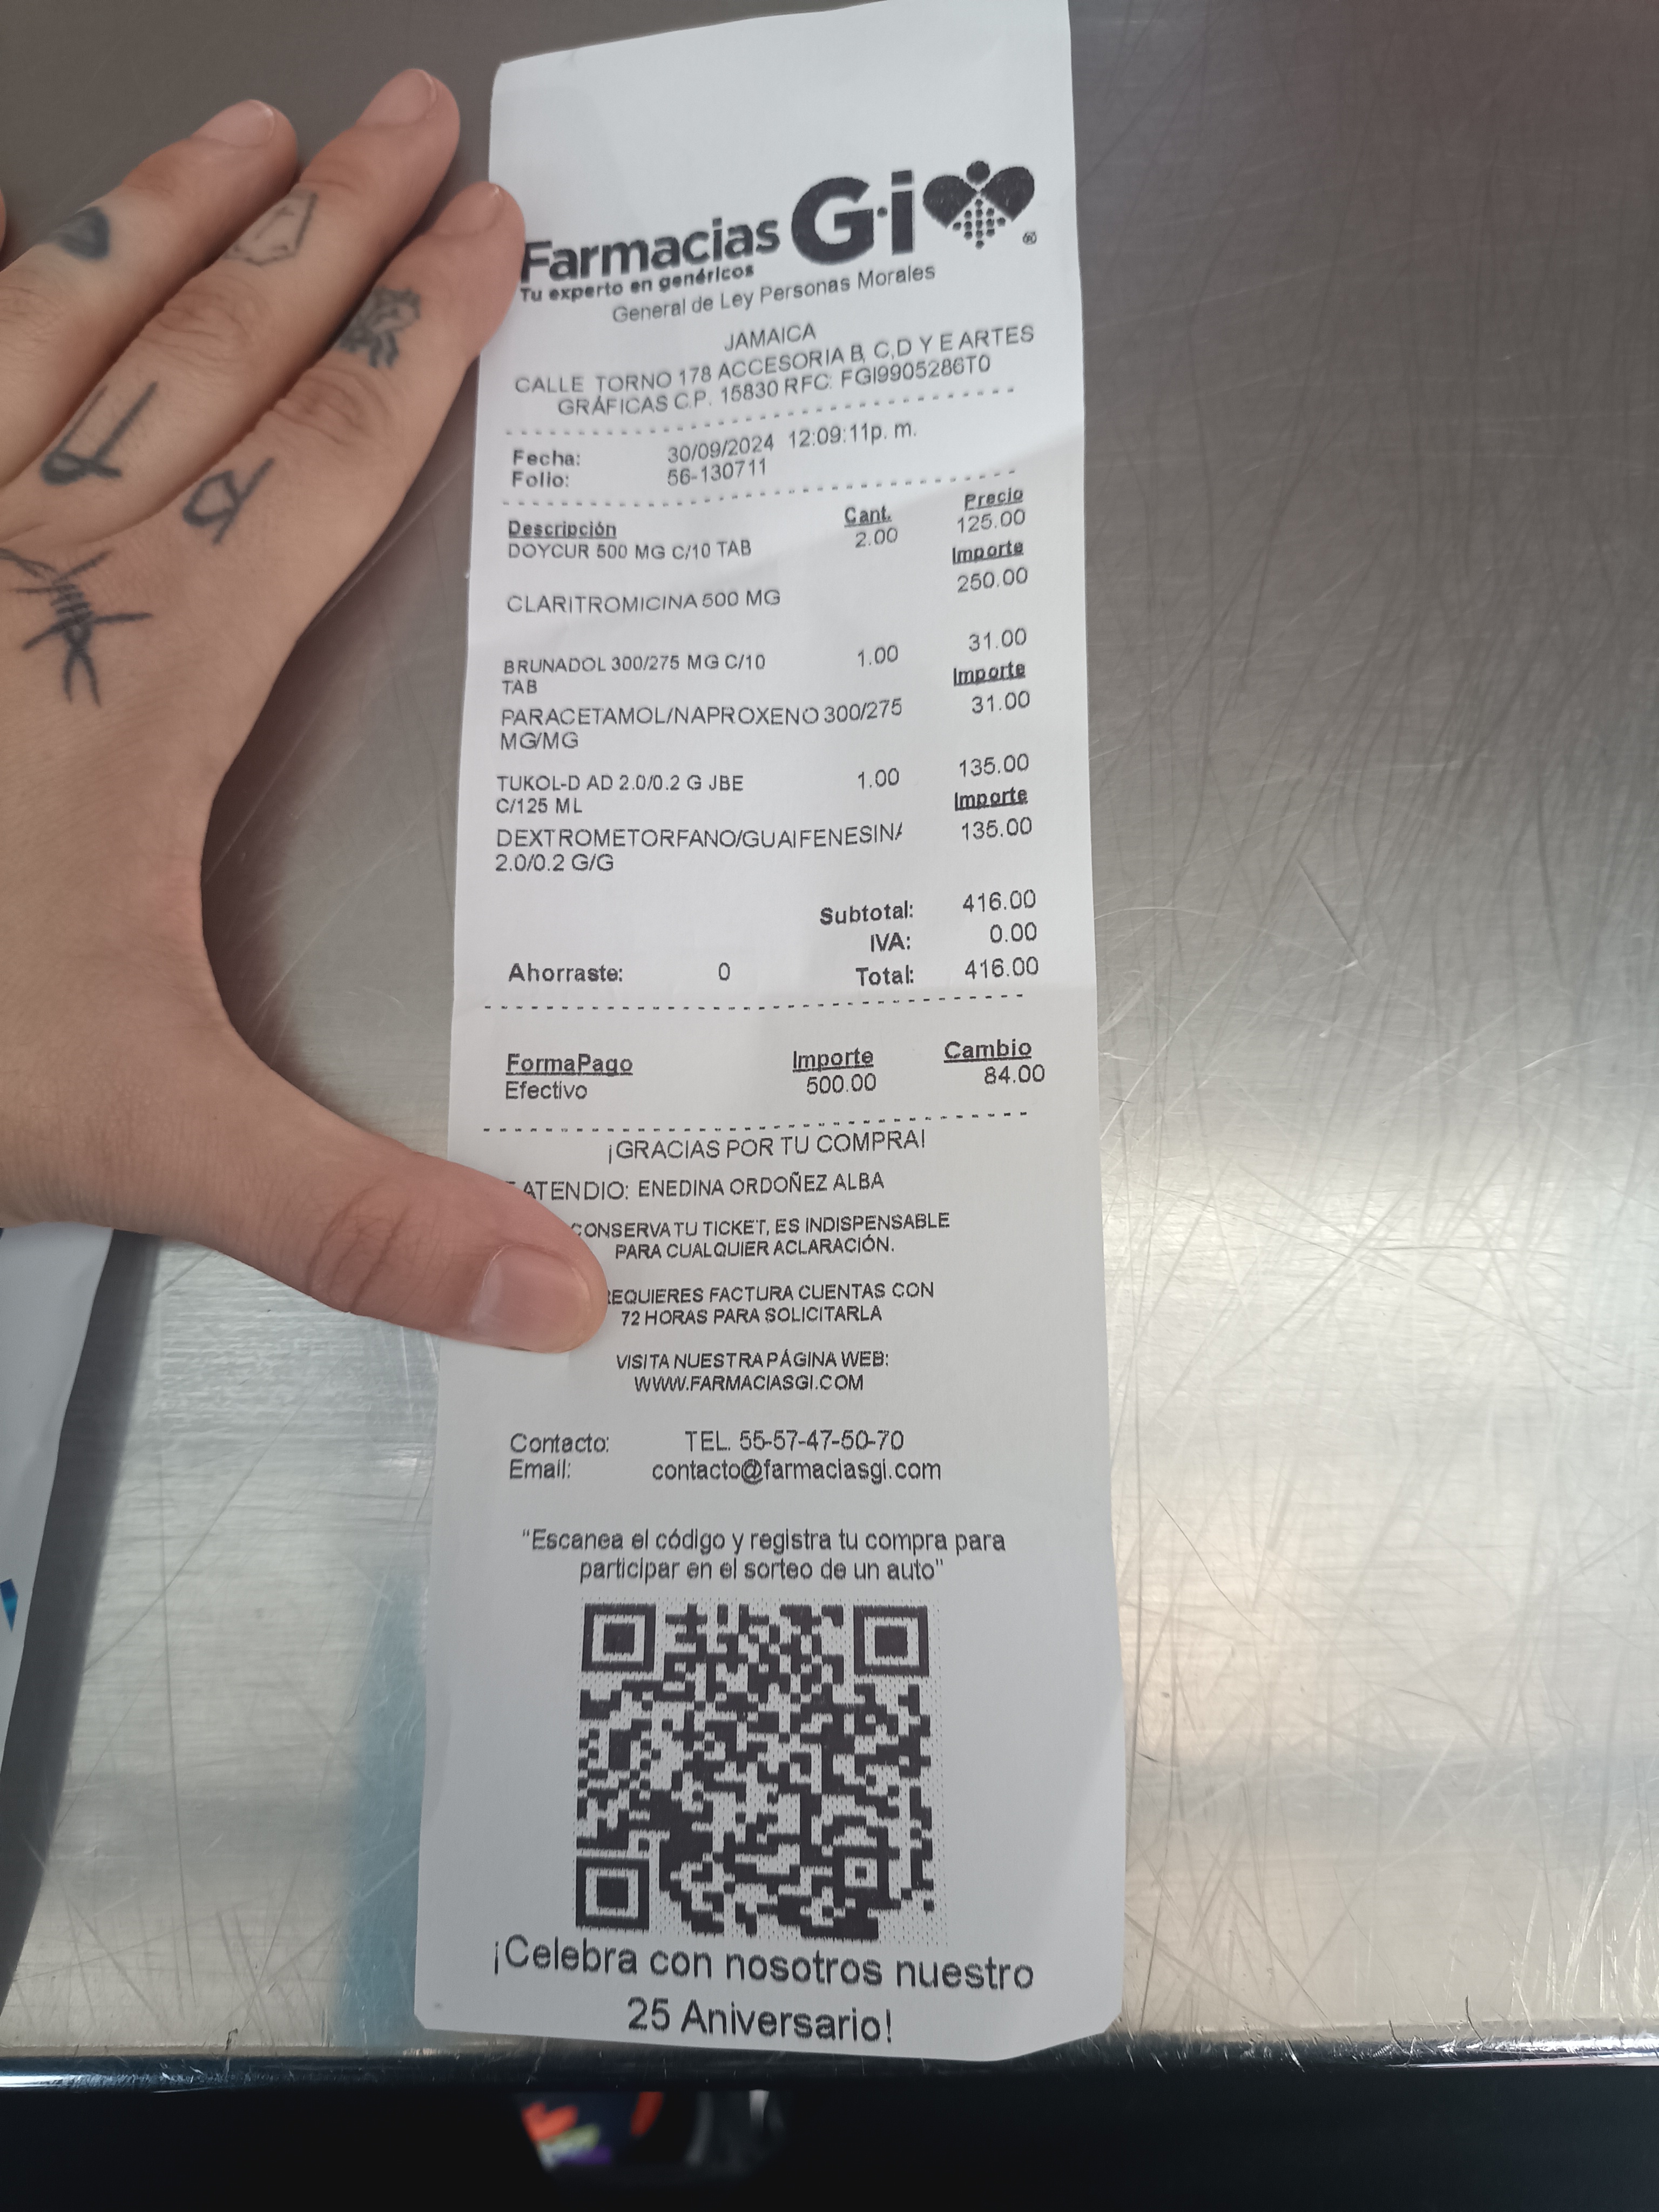 Farmacias G·i ®
Tu experto en genéricos
General de Ley Personas Morales
JAMAICA
CALLE TORNO 178 ACCESORIA B, C,D Y E ARTES
GRÁFICAS C.P. 15830 RFC: FGI9905286T0
Fecha: 30/09/2024 12:09:11p. m.
Folio: 56-130711
Descripción Cant. Precio
DOYCUR 500 MG C/10 TAB 2.00 125.00
Importe
CLARITROMICINA 500 MG 250.00
BRUNADOL 300/275 MG C/10 1.00 31.00
TAB Importe
PARACETAMOL/NAPROXENO 300/275 31.00
MG/MG
TUKOL-D AD 2.0/0.2 G JBE 1.00 135.00
C/125 ML Importe
DEXTROMETORFANO/GUAIFENESINA 135.00
2.0/0.2 G/G
Subtotal: 416.00
IVA: 0.00
Ahorraste: 0 Total: 416.00
FormaPago Importe Cambio
Efectivo 500.00 84.00
¡GRACIAS POR TU COMPRA!
ATENDIO: ENEDINA ORDOÑEZ ALBA
CONSERVA TU TICKET, ES INDISPENSABLE
PARA CUALQUIER ACLARACIÓN.
REQUIERES FACTURA CUENTAS CON
72 HORAS PARA SOLICITARLA
VISITA NUESTRA PÁGINA WEB:
WWW.FARMACIASGI.COM
Contacto: TEL. 55-57-47-50-70
Email: contacto@farmaciasgi.com
"Escanea el código y registra tu compra para
participar en el sorteo de un auto"
¡Celebra con nosotros nuestro
25 Aniversario!